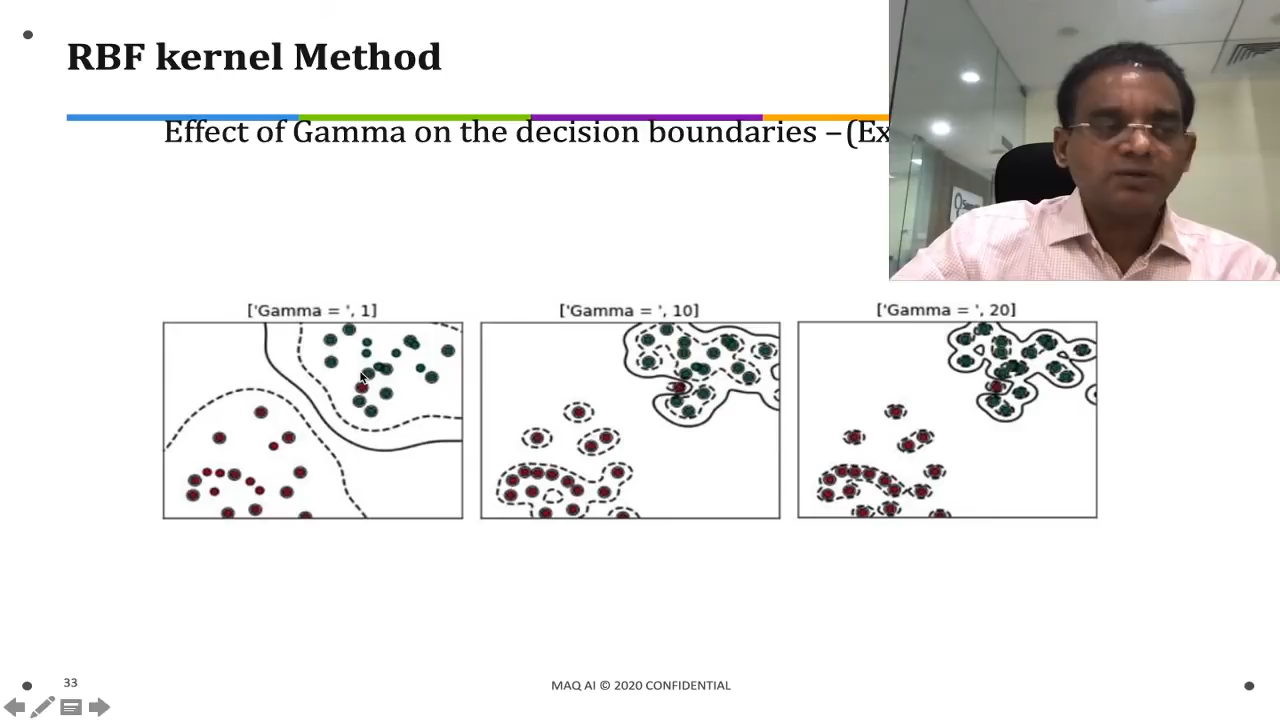 RBF kernel Method
Effect of Gamma on the decision boundaries –(Ex
['Gamma = ', 1]
['Gamma = ', 10]
['Gamma = ', 20]
33
MAQ AI © 2020 CONFIDENTIAL